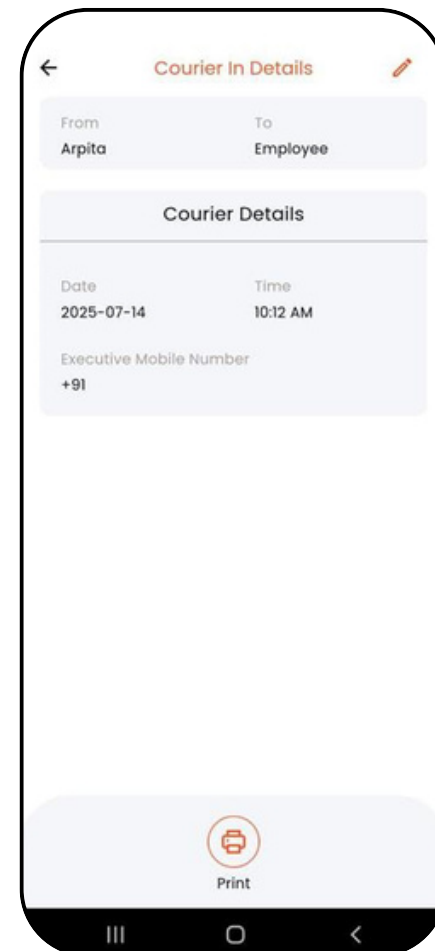 Courier In Details
From To
Arpita Employee
Courier Details
Date Time
2025-07-14 10:12 AM
Executive Mobile Number
+91
Print